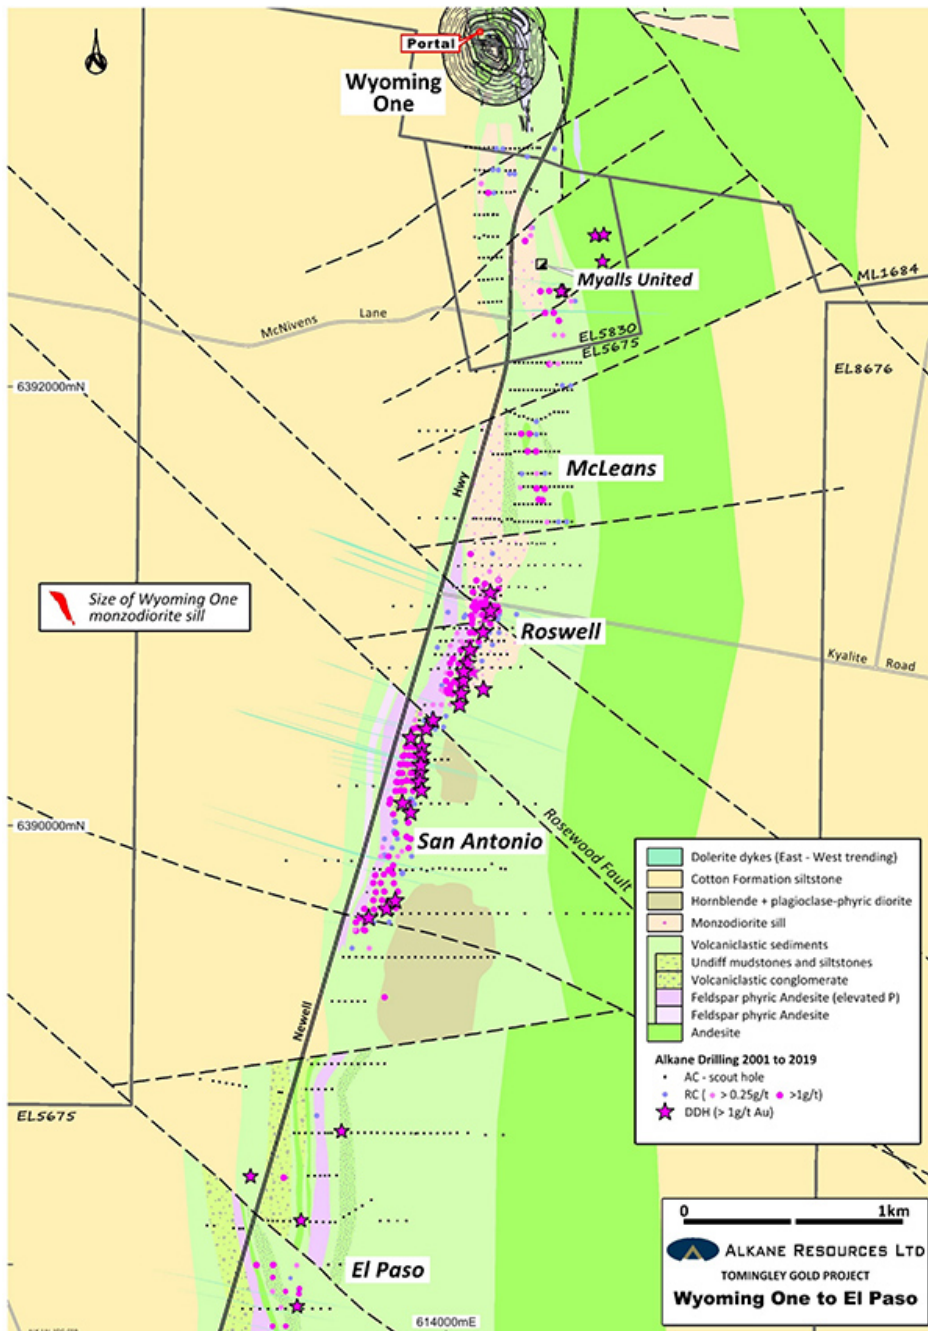 Portal
Wyoming
One
Myalls United
ML1684
McNivens Lane
EL5830
EL5675
EL8676
6392000mN
Hwy
McLeans
Size of Wyoming One
monzodiorite sill
Roswell
Kyalite Road
6390000mN
San Antonio
Rosewood Fault
Dolerite dykes (East - West trending)
Cotton Formation siltstone
Hornblende + plagioclase-phyric diorite
Monzodiorite sill
Volcaniclastic sediments
Undiff mudstones and siltstones
Volcaniclastic conglomerate
Feldspar phyric Andesite (elevated P)
Feldspar phyric Andesite
Andesite
Alkane Drilling 2001 to 2019
AC - scout hole
RC ( • > 0.25g/t • >1g/t)
DDH (> 1g/t Au)
Newell
EL5675
El Paso
0 1km
ALKANE RESOURCES LTD
TOMINGLEY GOLD PROJECT
Wyoming One to El Paso
614000mE